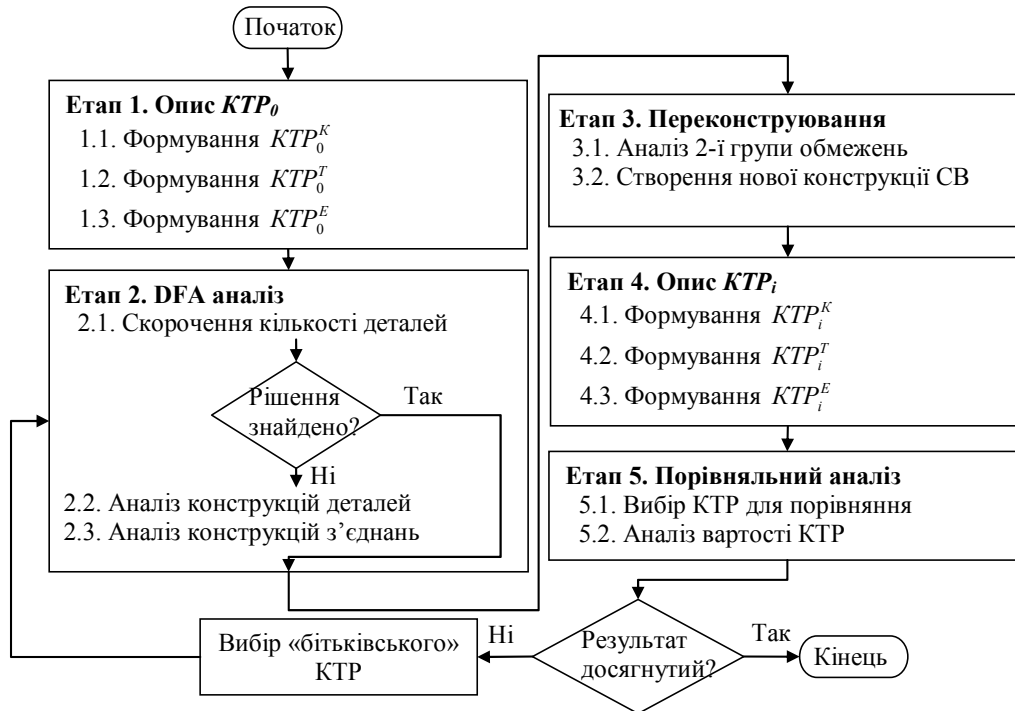 Початок
Етап 1. Опис КТР₀
1.1. Формування KTP₀ᴷ
1.2. Формування KTP₀ᵀ
1.3. Формування KTP₀ᴱ
Етап 2. DFA аналіз
2.1. Скорочення кількості деталей
Рішення
знайдено?
Так
Ні
2.2. Аналіз конструкцій деталей
2.3. Аналіз конструкцій з’єднань
Етап 3. Переконструювання
3.1. Аналіз 2-ї групи обмежень
3.2. Створення нової конструкції СВ
Етап 4. Опис КТРᵢ
4.1. Формування KTPᵢᴷ
4.2. Формування KTPᵢᵀ
4.3. Формування KTPᵢᴱ
Етап 5. Порівняльний аналіз
5.1. Вибір КТР для порівняння
5.2. Аналіз вартості КТР
Результат
досягнутий?
Ні
Так
Вибір «бітьківського»
КТР
Кінець